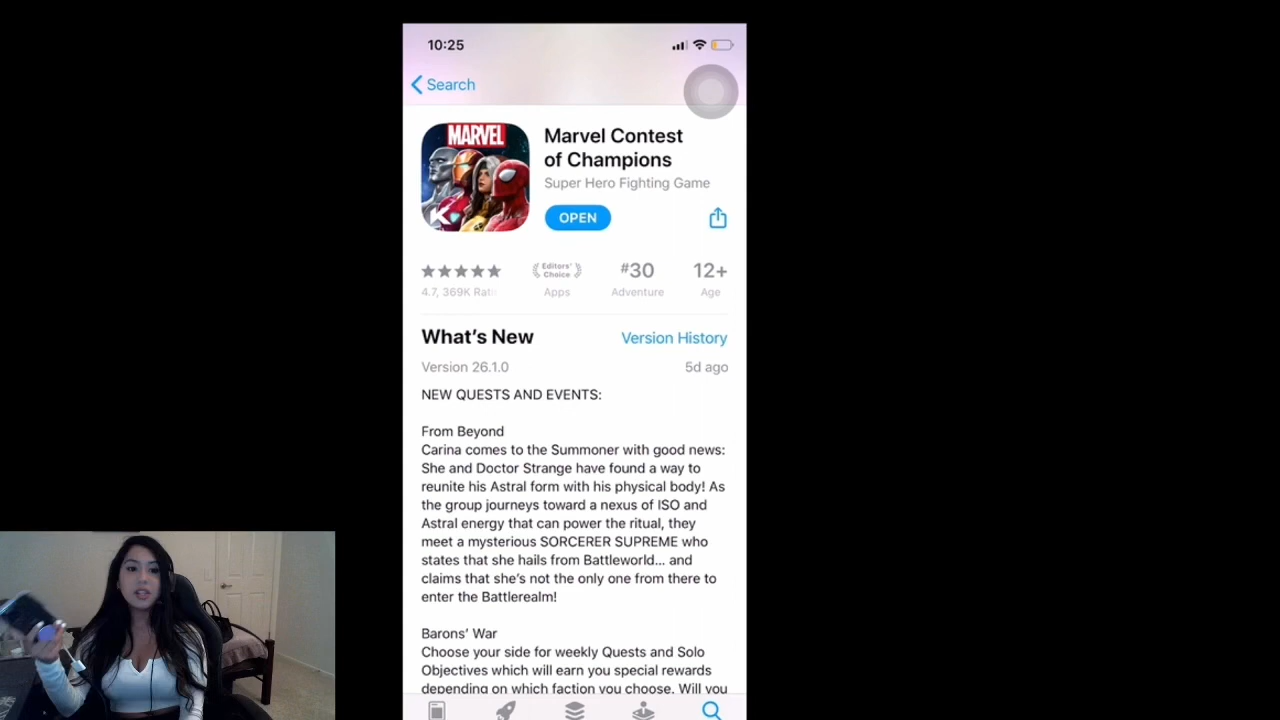 10:25
Search
MARVEL
Marvel Contest
of Champions
Super Hero Fighting Game
OPEN
★★★★★
Editors'
Choice
#30
12+
4.7, 369K
Apps
Adventure
Age
What's New
Version History
Version 26.1.0
5d ago
NEW QUESTS AND EVENTS:
From Beyond
Carina comes to the Summoner with good news:
She and Doctor Strange have found a way to
reunite his Astral form with his physical body! As
the group journeys toward a nexus of ISO and
Astral energy that can power the ritual, they
meet a mysterious SORCERER SUPREME who
states that she hails from Battleworld... and
claims that she's not the only one from there to
enter the Battlerealm!
Barons' War
Choose your side for weekly Quests and Solo
Objectives which will earn you special rewards
depending on which faction you choose. Will you